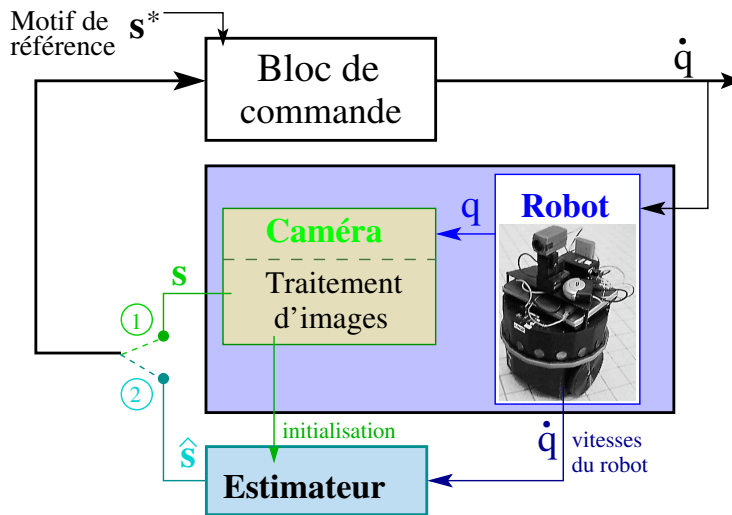 Motif de
référence
s*
Bloc de
commande
q̇
Robot
q
Caméra
Traitement
d'images
s
1
2
ŝ
initialisation
Estimateur
q̇
vitesses
du robot